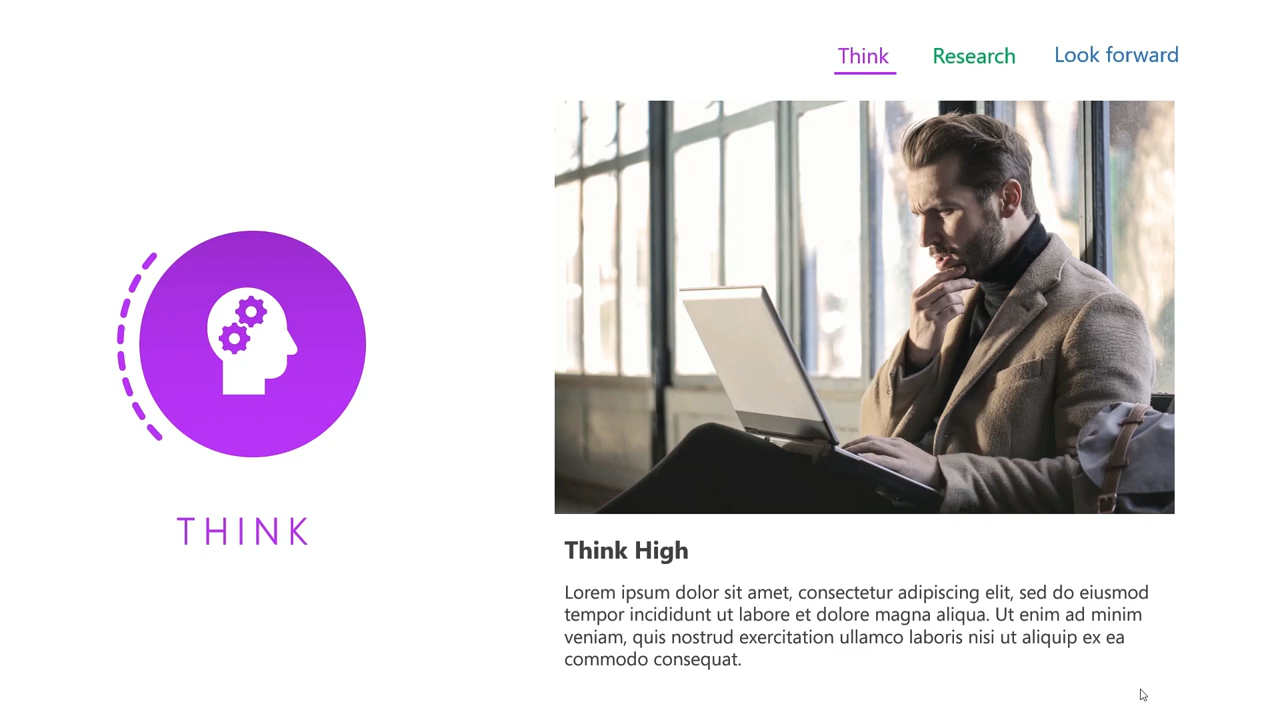 Think Research Look forward
THINK
Think High
Lorem ipsum dolor sit amet, consectetur adipiscing elit, sed do eiusmod
tempor incididunt ut labore et dolore magna aliqua. Ut enim ad minim
veniam, quis nostrud exercitation ullamco laboris nisi ut aliquip ex ea
commodo consequat.